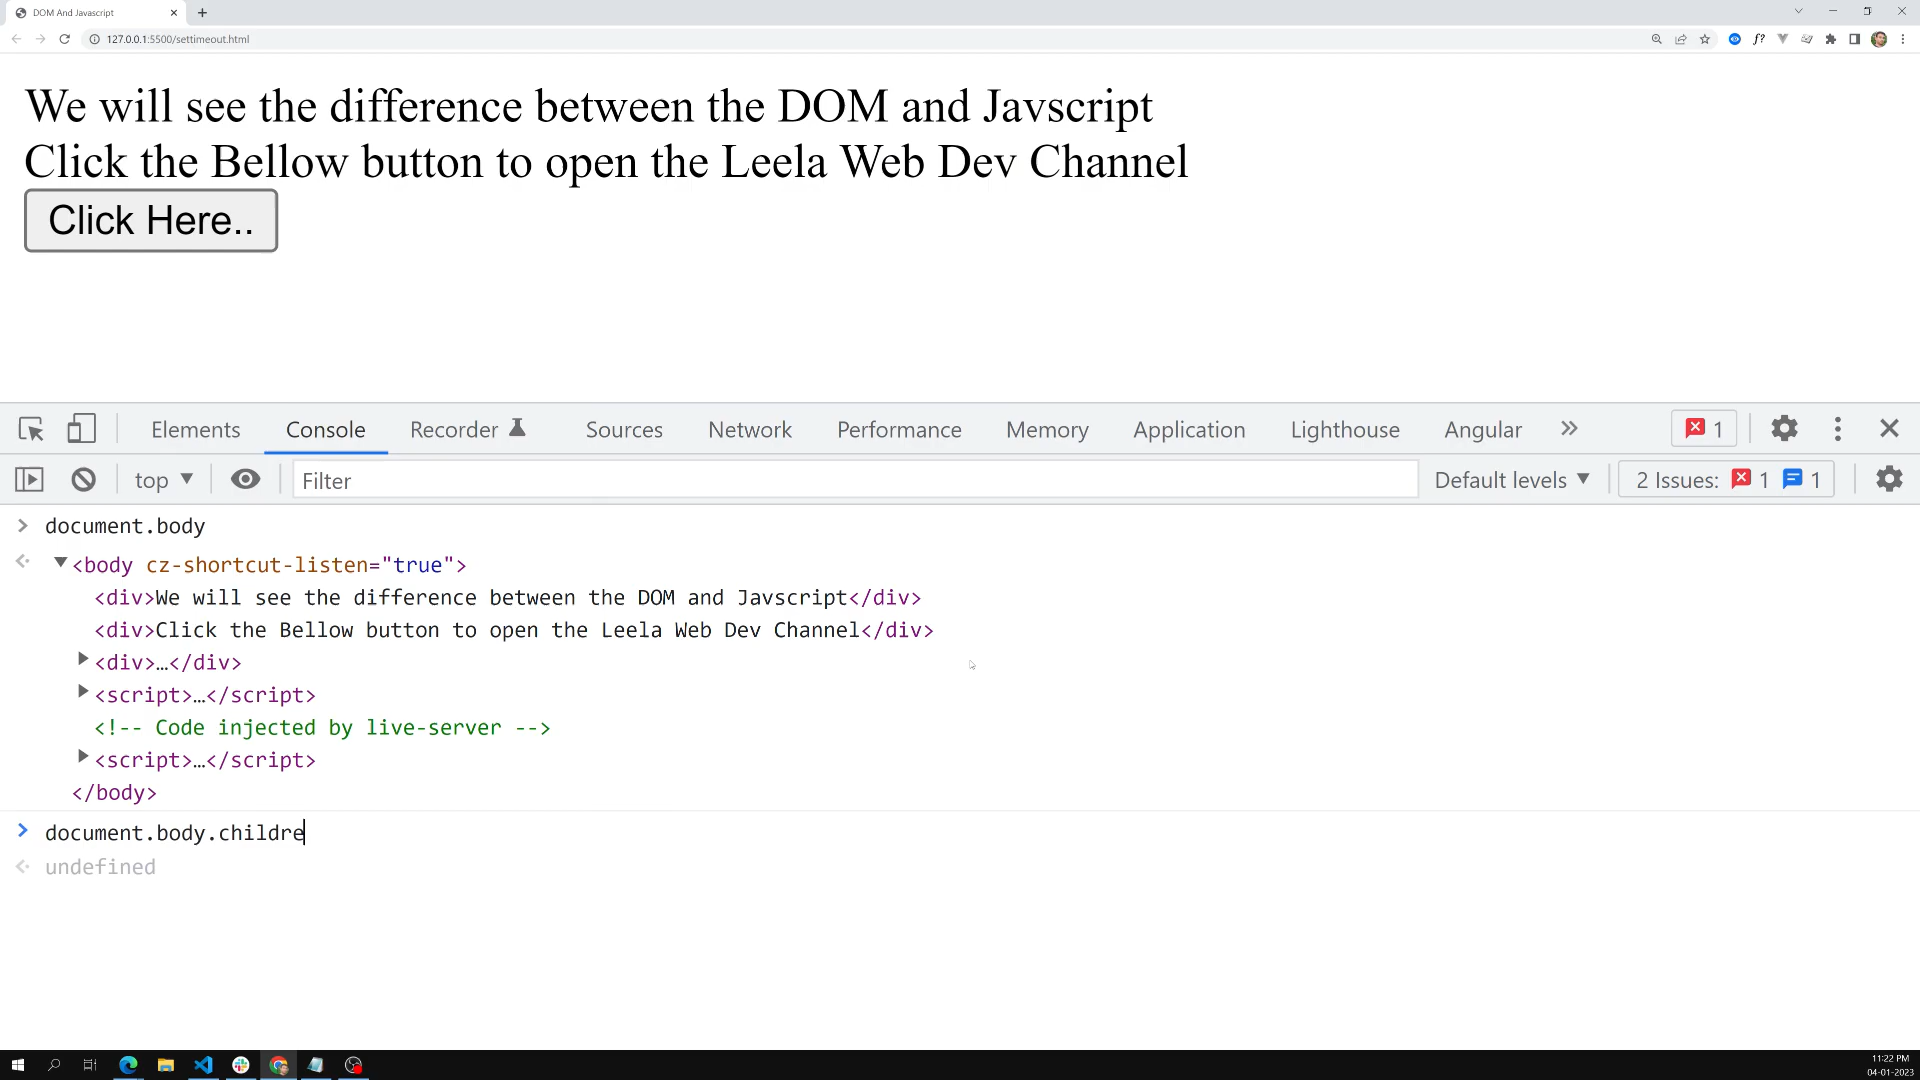 DOM And Javascript
127.0.0.1:5500/settimeout.html
f?
We will see the difference between the DOM and Javscript
Click the Bellow button to open the Leela Web Dev Channel
Click Here..
Elements Console Recorder Sources Network Performance Memory Application Lighthouse Angular 1
top Filter Default levels 2 Issues: 1 1
> document.body
<body cz-shortcut-listen="true">
<div>We will see the difference between the DOM and Javscript</div>
<div>Click the Bellow button to open the Leela Web Dev Channel</div>
<div>…</div>
<script>…</script>
<!-- Code injected by live-server -->
<script>…</script>
</body>
> document.body.childre
undefined
11:22 PM
04-01-2023